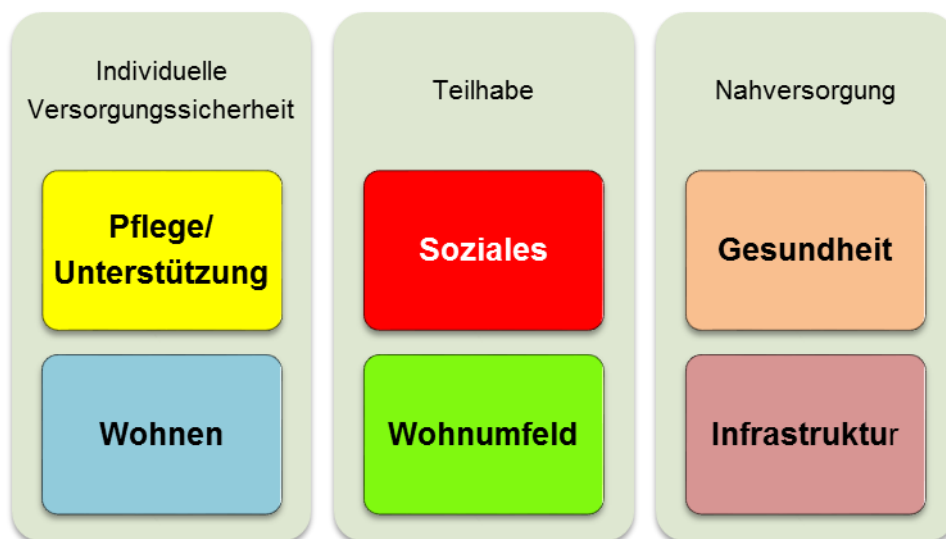 Individuelle
Versorgungssicherheit
Pflege/
Unterstützung
Wohnen
Teilhabe
Soziales
Wohnumfeld
Nahversorgung
Gesundheit
Infrastruktur